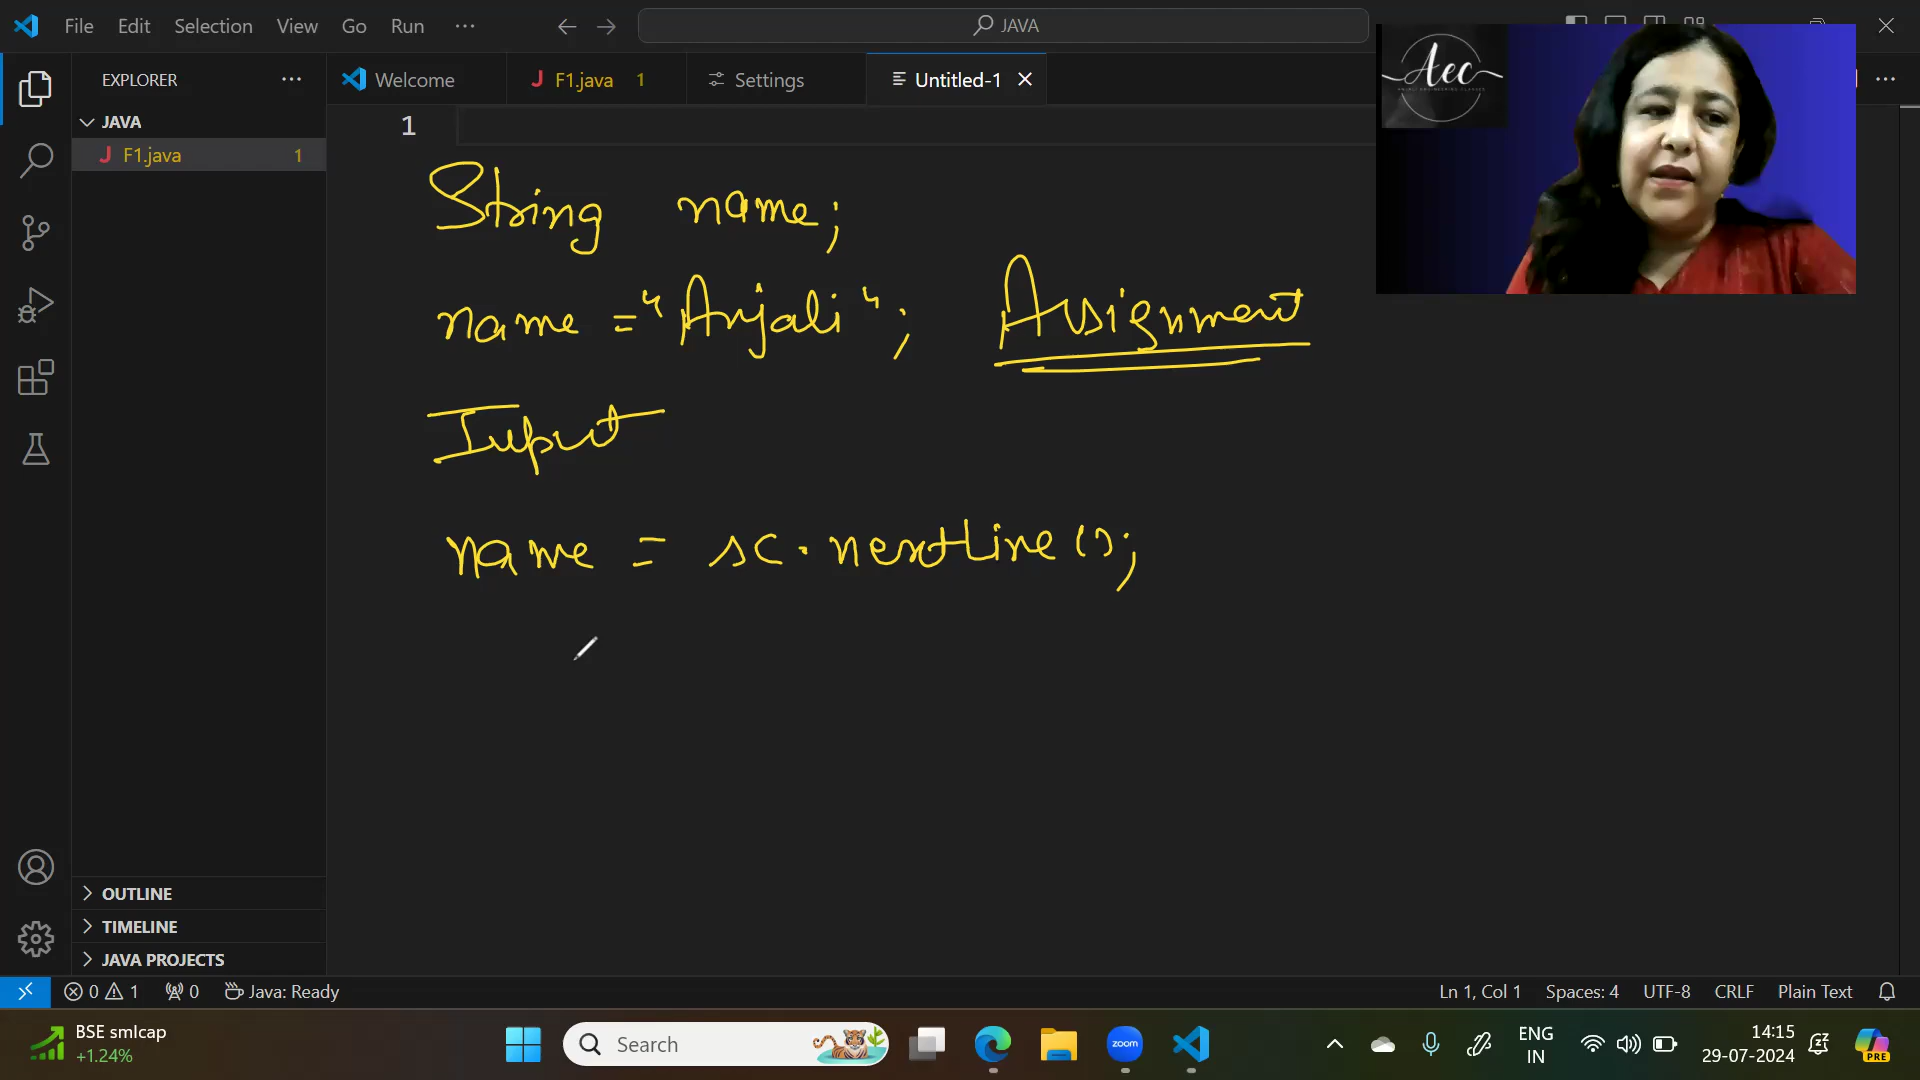 File Edit Selection View Go Run ··· JAVA
Aec
EXPLORER ···
Welcome
F1.java 1
Settings
Untitled-1
JAVA
F1.java 1
1
String name;
name = "Anjali"; Assignment
Input
name = sc.nextLine();
OUTLINE
TIMELINE
JAVA PROJECTS
0 1 0 Java: Ready Ln 1, Col 1 Spaces: 4 UTF-8 CRLF Plain Text
BSE smlcap
+1.24%
Search
zoom
ENG
IN
14:15
29-07-2024
PRE